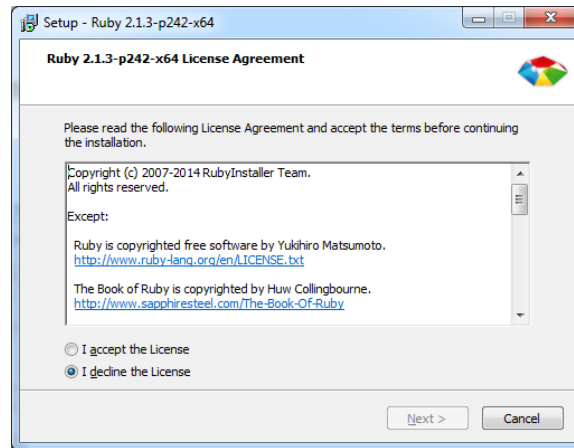 Setup - Ruby 2.1.3-p242-x64
Ruby 2.1.3-p242-x64 License Agreement
Please read the following License Agreement and accept the terms before continuing
the installation.
Copyright (c) 2007-2014 RubyInstaller Team.
All rights reserved.
Except:
Ruby is copyrighted free software by Yukihiro Matsumoto.
http://www.ruby-lang.org/en/LICENSE.txt
The Book of Ruby is copyrighted by Huw Collingbourne.
http://www.sapphiresteel.com/The-Book-Of-Ruby
I accept the License
I decline the License
Next > Cancel